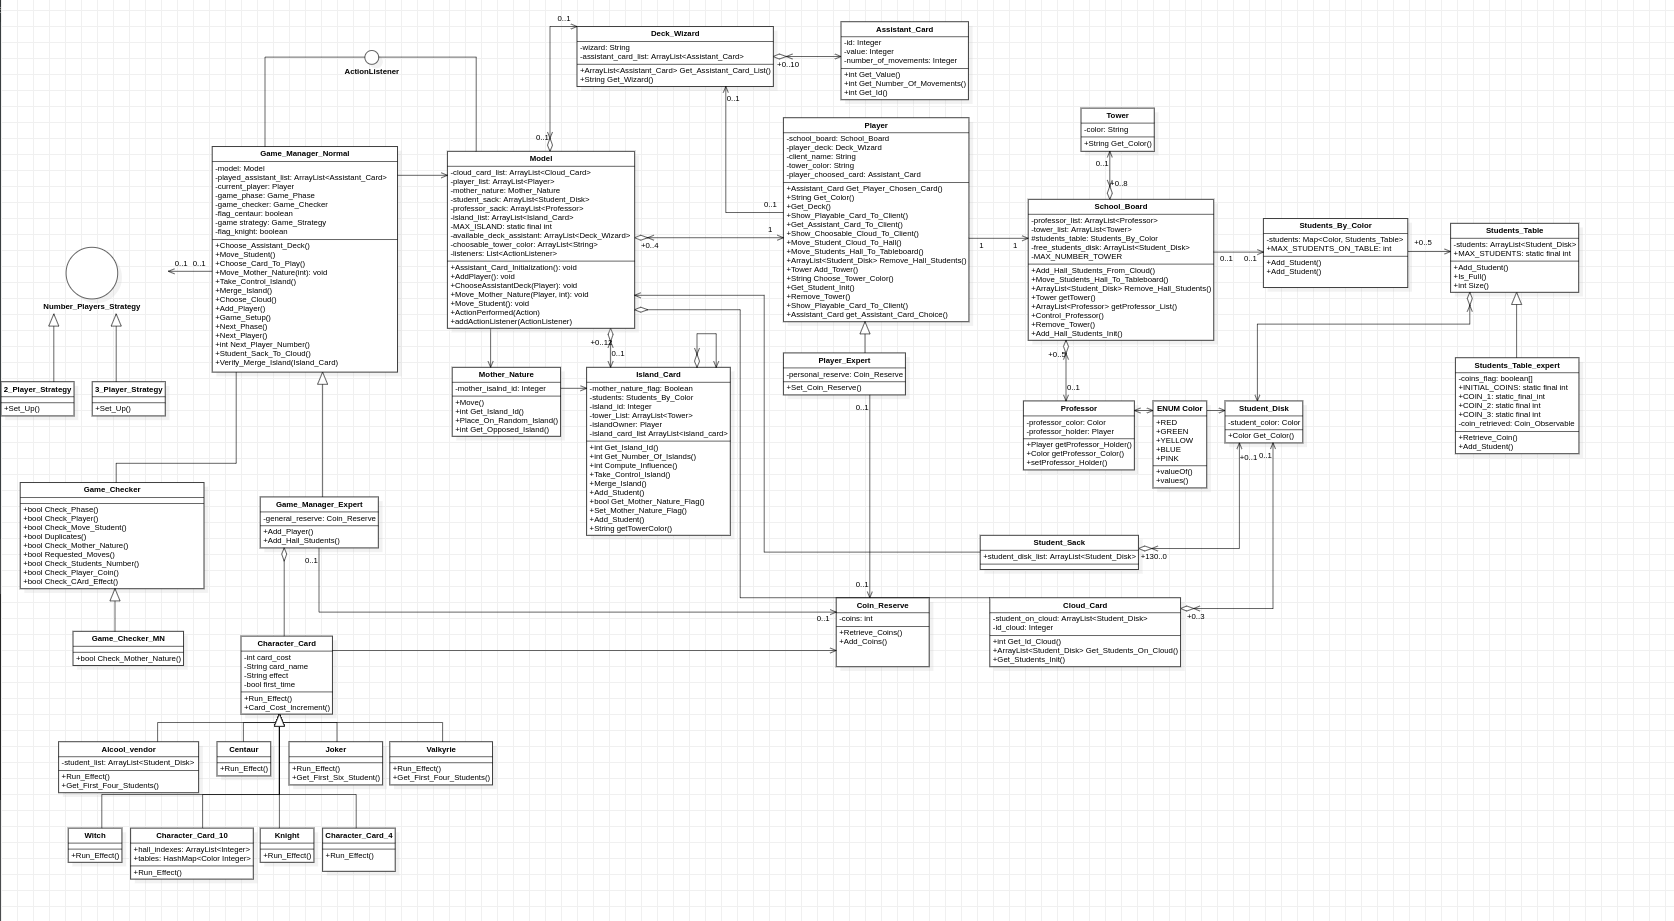 ActionListener
Deck_Wizard
-wizard: String
-assistant_card_list: ArrayList<Assistant_Card>
+ArrayList<Assistant_Card> Get_Assistant_Card_List()
+String Get_Wizard()
0..1
+0..10
0..1
0..1
Assistant_Card
-id: Integer
-value: Integer
-number_of_movements: Integer
+int Get_Value()
+int Get_Number_Of_Movements()
+int Get_Id()
Game_Manager_Normal
-model: Model
-played_assistant_list: ArrayList<Assistant_Card>
-current_player: Player
-game_phase: Game_Phase
-game_checker: Game_Checker
-flag_centaur: boolean
-game strategy: Game_Strategy
-flag_knight: boolean
+Choose_Assistant_Deck()
+Move_Student()
+Choose_Card_To_Play()
+Move_Mother_Nature(int): void
+Take_Control_Island()
+Merge_Island()
+Choose_Cloud()
+Add_Player()
+Game_Setup()
+Next_Phase()
+Next_Player()
+int Next_Player_Number()
+Student_Sack_To_Cloud()
+Verify_Merge_Island(Island_Card)
0..1 0..1
Number_Players_Strategy
2_Player_Strategy
+Set_Up()
3_Player_Strategy
+Set_Up()
Model
-cloud_card_list: ArrayList<Cloud_Card>
-player_list: ArrayList<Player>
-mother_nature: Mother_Nature
-student_sack: ArrayList<Student_Disk>
-professor_sack: ArrayList<Professor>
-island_list: ArrayList<Island_Card>
-MAX_ISLAND: static final int
-available_deck_assistant: ArrayList<Deck_Wizard>
-choosable_tower_color: ArrayList<String>
-listeners: List<ActionListener>
+Assistant_Card_Initialization(): void
+AddPlayer(): void
+ChooseAssistantDeck(Player): void
+Move_Mother_Nature(Player, int): void
+Move_Student(): void
+ActionPerformed(Action)
+addActionListener(ActionListener)
+0..4
1
0..1
+0..12
0..1
Player
-school_board: School_Board
-player_deck: Deck_Wizard
-client_name: String
-tower_color: String
-player_choosed_card: Assistant_Card
+Assistant_Card Get_Player_Chosen_Card()
+String Get_Color()
+Get_Deck()
+Show_Playable_Card_To_Client()
+Get_Assistant_Card_To_Client()
+Show_Choosable_Cloud_To_Client()
+Move_Student_Cloud_To_Hall()
+Move_Students_Hall_To_Tableboard()
+ArrayList<Student_Disk> Remove_Hall_Students()
+Tower Add_Tower()
+String Choose_Tower_Color()
+Get_Student_Init()
+Remove_Tower()
+Show_Playable_Card_To_Client()
+Assistant_Card get_Assistant_Card_Choice()
1
1
Tower
-color: String
+String Get_Color()
0..1
+0..8
School_Board
-professor_list: ArrayList<Professor>
-tower_list: ArrayList<Tower>
#students_table: Students_By_Color
-free_students_disk: ArrayList<Student_Disk>
-MAX_NUMBER_TOWER
+Add_Hall_Students_From_Cloud()
+Move_Students_Hall_To_Tableboard()
+ArrayList<Student_Disk> Remove_Hall_Students()
+Tower getTower()
+ArrayList<Professor> getProfessor_List()
+Control_Professor()
+Remove_Tower()
+Add_Hall_Students_Init()
0..1
0..1
+0..5
0..1
Students_By_Color
-students: Map<Color, Students_Table>
+MAX_STUDENTS_ON_TABLE: int
+Add_Student()
+Add_Student()
+0..5
Students_Table
-students: ArrayList<Student_Disk>
+MAX_STUDENTS: static final int
+Add_Student()
+Is_Full()
+int Size()
Students_Table_expert
-coins_flag: boolean[]
+INITIAL_COINS: static final int
+COIN_1: static_final_int
+COIN_2: static final int
+COIN_3: static final int
-coin_retrieved: Coin_Observable
+Retrieve_Coin()
+Add_Student()
Player_Expert
-personal_reserve: Coin_Reserve
+Set_Coin_Reserve()
0..1
Mother_Nature
-mother_isalnd_id: Integer
+Move()
+int Get_Island_Id()
+Place_On_Random_Island()
+int Get_Opposed_Island()
Island_Card
-mother_nature_flag: Boolean
-students: Students_By_Color
-island_id: Integer
-tower_List: ArrayList<Tower>
-islandOwner: Player
-island_card_list ArrayList<island_card>
+int Get_Island_Id()
+int Get_Number_Of_Islands()
+int Compute_Influence()
+Take_Control_Island()
+Merge_Island()
+Add_Student()
+bool Get_Mother_Nature_Flag()
+Set_Mother_Nature_Flag()
+Add_Student()
+String getTowerColor()
Professor
-professor_color: Color
-professor_holder: Player
+Player getProfessor_Holder()
+Color getProfessor_Color()
+setProfessor_Holder()
ENUM Color
+RED
+GREEN
+YELLOW
+BLUE
+PINK
+valueOf()
+values()
Student_Disk
-student_color: Color
+Color Get_Color()
+0..1
0..1
Game_Checker
+bool Check_Phase()
+bool Check_Player()
+bool Check_Move_Student()
+bool Duplicates()
+bool Check_Mother_Nature()
+bool Requested_Moves()
+bool Check_Students_Number()
+bool Check_Player_Coin()
+bool Check_CArd_Effect()
Game_Checker_MN
+bool Check_Mother_Nature()
Game_Manager_Expert
-general_reserve: Coin_Reserve
+Add_Player()
+Add_Hall_Students()
0..1
Student_Sack
+student_disk_list: ArrayList<Student_Disk>
+130..0
0..1
0..1
Coin_Reserve
-coins: int
+Retrieve_Coins()
+Add_Coins()
Cloud_Card
-student_on_cloud: ArrayList<Student_Disk>
-id_cloud: Integer
+int Get_Id_Cloud()
+ArrayList<Student_Disk> Get_Students_On_Cloud()
+Get_Students_Init()
+0..3
Character_Card
-int card_cost
-String card_name
-String effect
-bool first_time
+Run_Effect()
+Card_Cost_Increment()
Alcool_vendor
-student_list: ArrayList<Student_Disk>
+Run_Effect()
+Get_First_Four_Students()
Centaur
+Run_Effect()
Joker
+Run_Effect()
+Get_First_Six_Student()
Valkyrie
+Run_Effect()
+Get_First_Four_Students()
Witch
+Run_Effect()
Character_Card_10
+hall_indexes: ArrayList<Integer>
+tables: HashMap<Color Integer>
+Run_Effect()
Knight
+Run_Effect()
Character_Card_4
+Run_Effect()